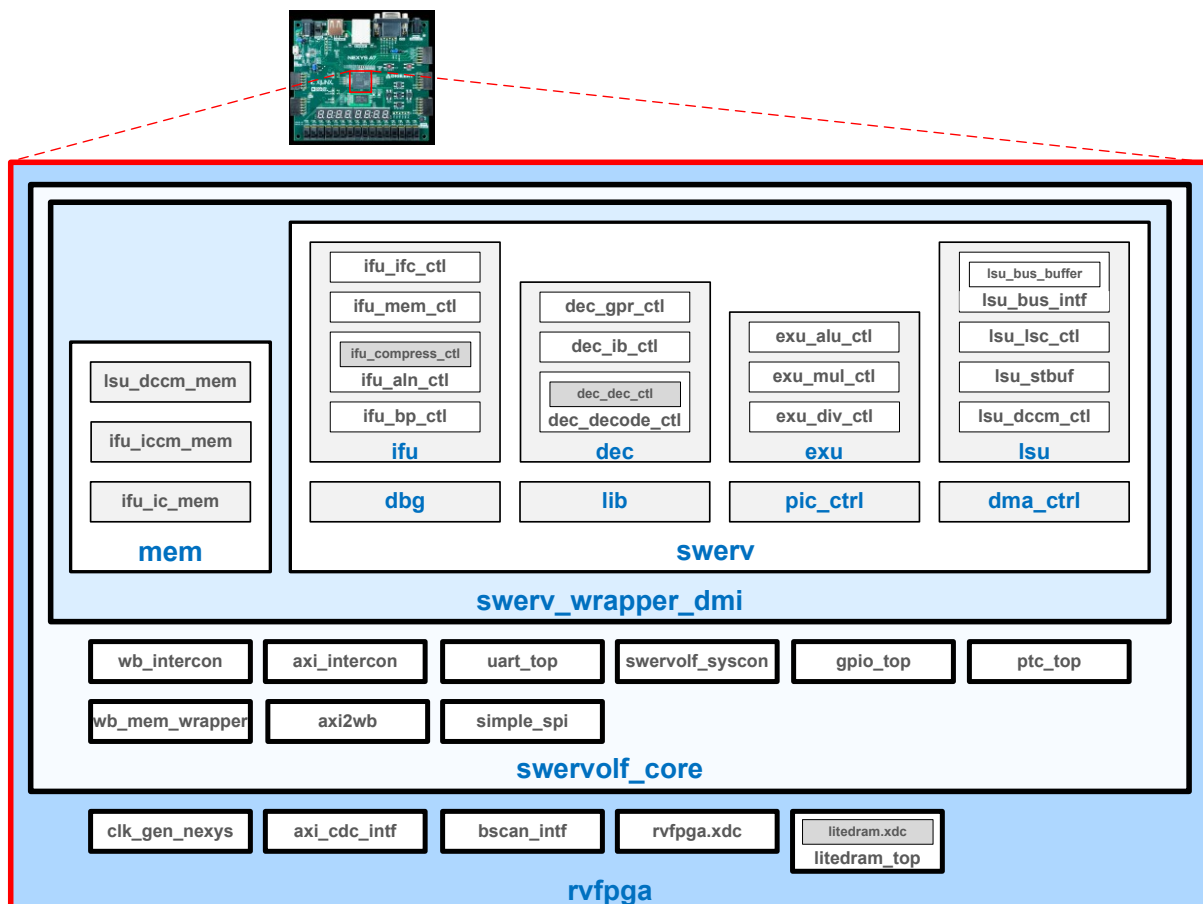 NEXYS A7
ifu_ifc_ctl
ifu_mem_ctl
ifu_compress_ctl
ifu_aln_ctl
ifu_bp_ctl
ifu
dec_gpr_ctl
dec_ib_ctl
dec_dec_ctl
dec_decode_ctl
dec
exu_alu_ctl
exu_mul_ctl
exu_div_ctl
exu
lsu_bus_buffer
lsu_bus_intf
lsu_lsc_ctl
lsu_stbuf
lsu_dccm_ctl
lsu
lsu_dccm_mem
ifu_iccm_mem
ifu_ic_mem
mem
dbg
lib
pic_ctrl
dma_ctrl
swerv
swerv_wrapper_dmi
wb_intercon
axi_intercon
uart_top
swervolf_syscon
gpio_top
ptc_top
wb_mem_wrapper
axi2wb
simple_spi
swervolf_core
clk_gen_nexys
axi_cdc_intf
bscan_intf
rvfpga.xdc
litedram.xdc
litedram_top
rvfpga